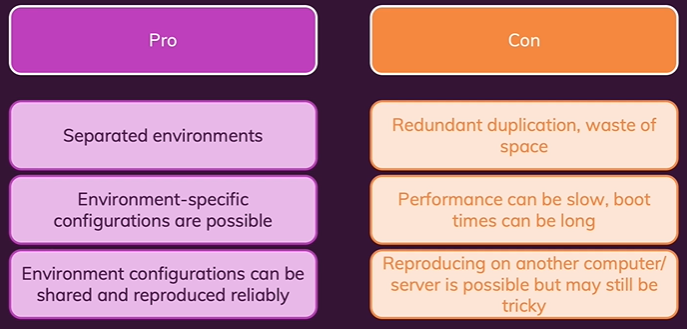 Pro
Con
Separated environments
Redundant duplication, waste of
space
Environment-specific
configurations are possible
Performance can be slow, boot
times can be long
Environment configurations can be
shared and reproduced reliably
Reproducing on another computer/
server is possible but may still be
tricky